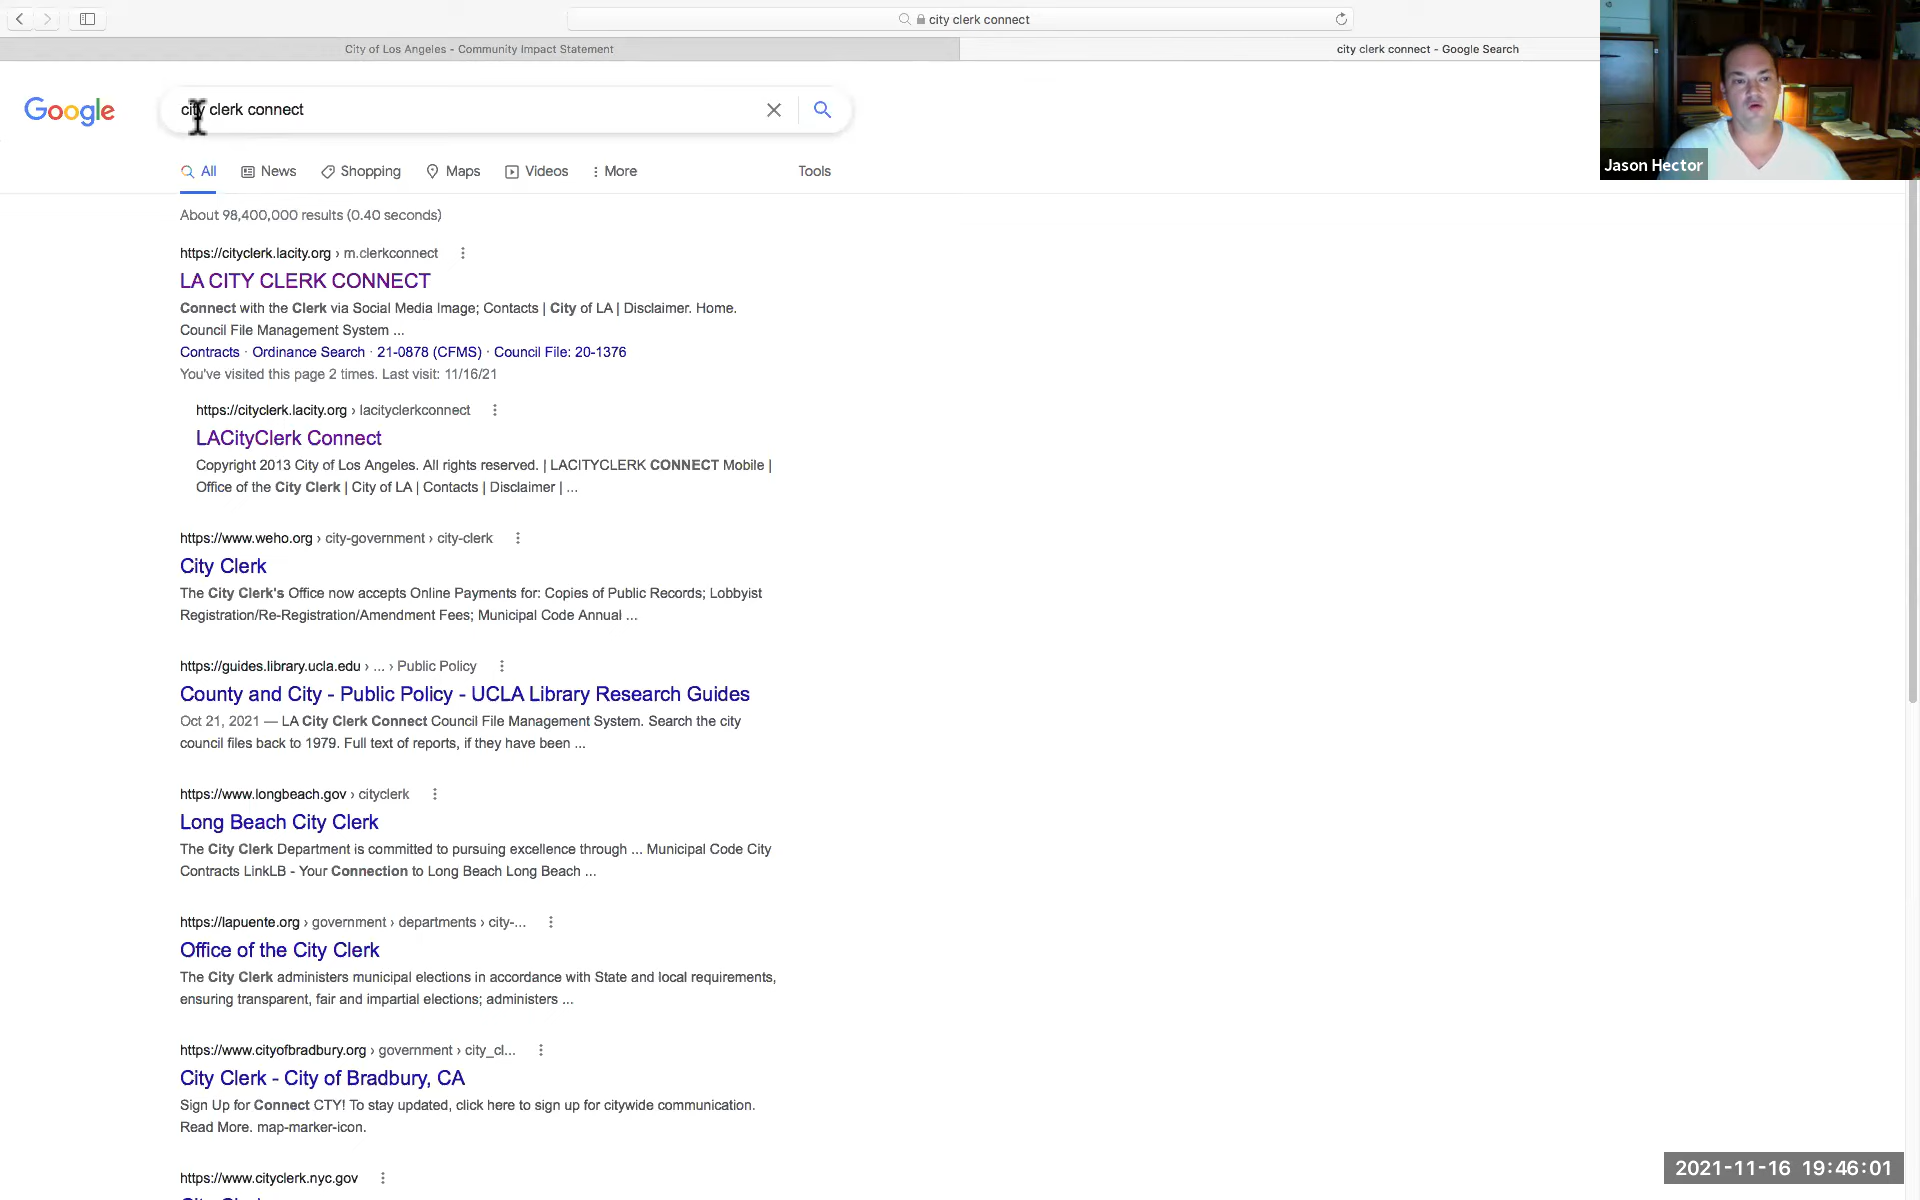 city clerk connect
City of Los Angeles - Community Impact Statement
city clerk connect - Google Search
Google
city clerk connect
All
News
Shopping
Maps
Videos
More
Tools
About 98,400,000 results (0.40 seconds)
https://cityclerk.lacity.org › m.clerkconnect
LA CITY CLERK CONNECT
Connect with the Clerk via Social Media Image; Contacts | City of LA | Disclaimer. Home.
Council File Management System ...
Contracts · Ordinance Search · 21-0878 (CFMS) · Council File: 20-1376
You've visited this page 2 times. Last visit: 11/16/21
https://cityclerk.lacity.org › lacityclerkconnect
LACityClerk Connect
Copyright 2013 City of Los Angeles. All rights reserved. | LACITYCLERK CONNECT Mobile |
Office of the City Clerk | City of LA | Contacts | Disclaimer | ...
https://www.weho.org › city-government › city-clerk
City Clerk
The City Clerk's Office now accepts Online Payments for: Copies of Public Records; Lobbyist
Registration/Re-Registration/Amendment Fees; Municipal Code Annual ...
https://guides.library.ucla.edu › ... › Public Policy
County and City - Public Policy - UCLA Library Research Guides
Oct 21, 2021 — LA City Clerk Connect Council File Management System. Search the city
council files back to 1979. Full text of reports, if they have been ...
https://www.longbeach.gov › cityclerk
Long Beach City Clerk
The City Clerk Department is committed to pursuing excellence through ... Municipal Code City
Contracts LinkLB - Your Connection to Long Beach Long Beach ...
https://lapuente.org › government › departments › city-...
Office of the City Clerk
The City Clerk administers municipal elections in accordance with State and local requirements,
ensuring transparent, fair and impartial elections; administers ...
https://www.cityofbradbury.org › government › city_cl...
City Clerk - City of Bradbury, CA
Sign Up for Connect CTY! To stay updated, click here to sign up for citywide communication.
Read More. map-marker-icon.
https://www.cityclerk.nyc.gov
Jason Hector
2021-11-16 19:46:01